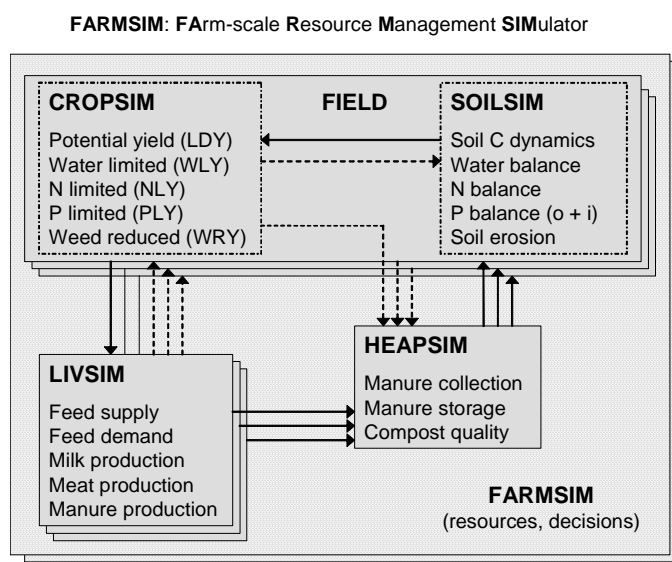 FARMSIM: FArm-scale Resource Management SIMulator
CROPSIM
Potential yield (LDY)
Water limited (WLY)
N limited (NLY)
P limited (PLY)
Weed reduced (WRY)
FIELD
SOILSIM
Soil C dynamics
Water balance
N balance
P balance (o + i)
Soil erosion
LIVSIM
Feed supply
Feed demand
Milk production
Meat production
Manure production
HEAPSIM
Manure collection
Manure storage
Compost quality
FARMSIM
(resources, decisions)